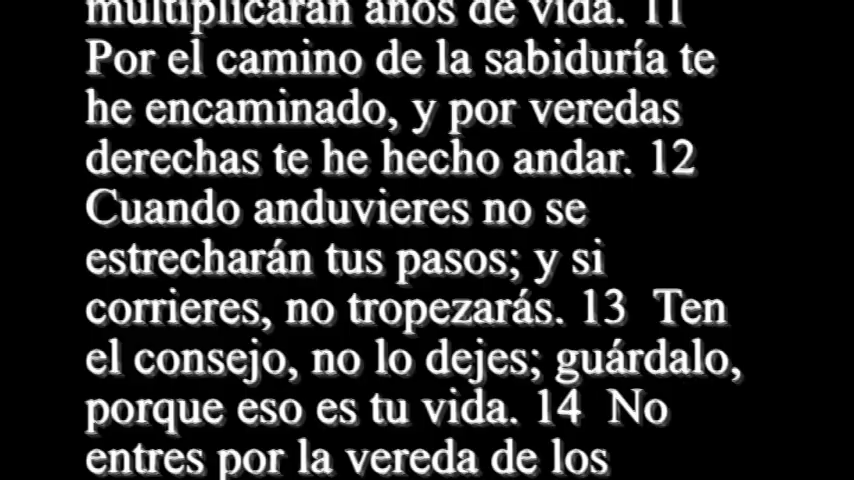 multiplicarán años de vida. 11
Por el camino de la sabiduría te
he encaminado, y por veredas
derechas te he hecho andar. 12
Cuando anduvieres no se
estrecharán tus pasos; y si
corrieres, no tropezarás. 13 Ten
el consejo, no lo dejes; guárdalo,
porque eso es tu vida. 14 No
entres por la vereda de los